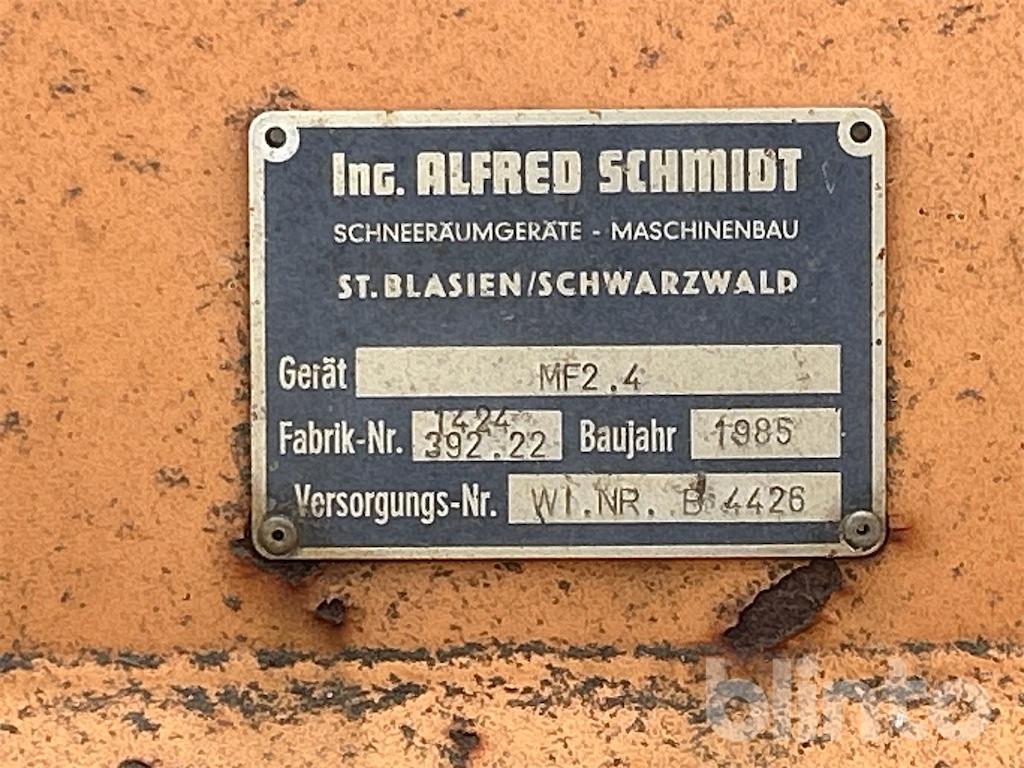 Ing. ALFRED SCHMIDT
SCHNEERÄUMGERÄTE - MASCHINENBAU
ST. BLASIEN/SCHWARZWALD
Gerät MF2.4
1424
Fabrik-Nr. 392.22 Baujahr 1985
Versorgungs-Nr. WI.NR. B 4426
blinto